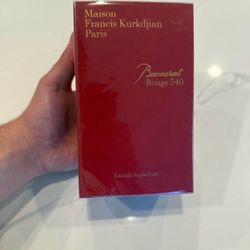 Maison
Francis Kurkdjian
Paris
Baccarat
Rouge 540
Extrait de parfum